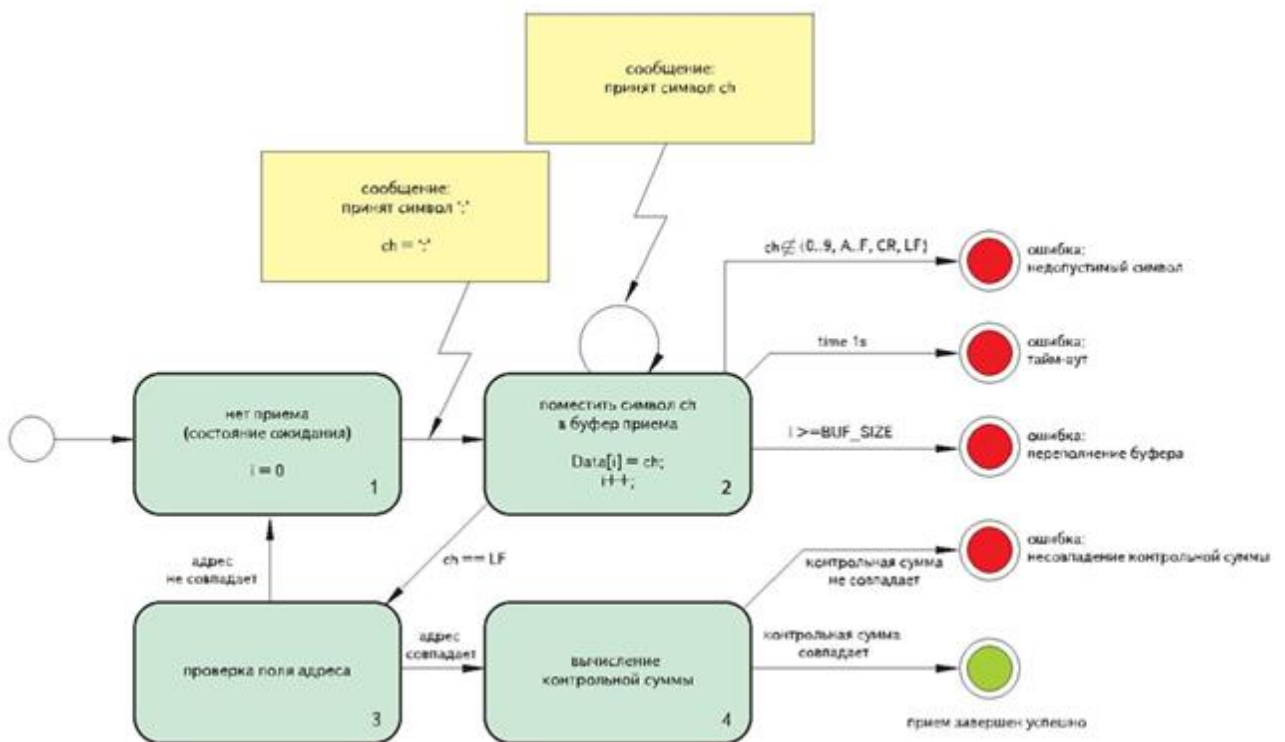 сообщение:
принят символ ch
сообщение:
принят символ ':'
ch = ':'
ch ⊄ {0..9, A..F, CR, LF}
ошибка:
недопустимый символ
time 1s
ошибка:
тайм-аут
нет приема
(состояние ожидания)
i = 0
1
поместить символ ch
в буфер приема
Data[i] = ch;
i++;
2
i >=BUF_SIZE
ошибка:
переполнение буфера
адрес
не совпадает
ch == LF
контрольная сумма
не совпадает
ошибка:
несовпадение контрольной суммы
проверка поля адреса
3
адрес
совпадает
вычисление
контрольной суммы
4
контрольная сумма
совпадает
прием завершен успешно